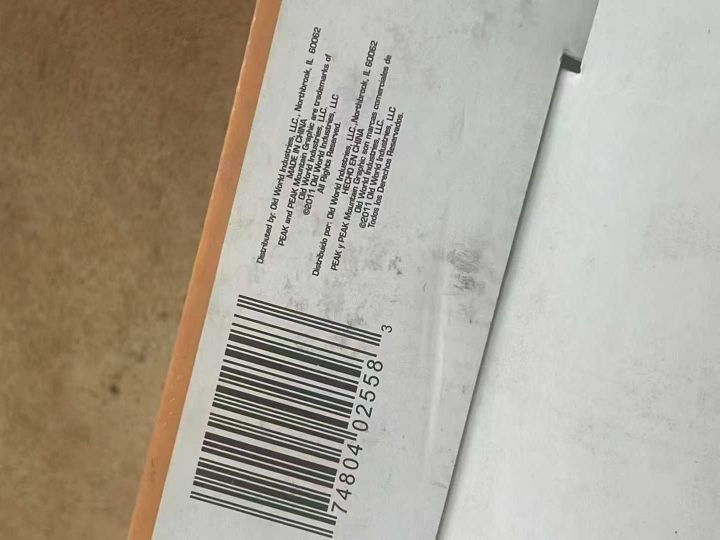 Distributed by: Old World Industries, LLC., Northbrook, IL 60062
MADE IN CHINA
PEAK and PEAK Mountain Graphic are trademarks of
Old World Industries, LLC.
©2011 Old World Industries, LLC
All Rights Reserved.
Distribuido por: Old World Industries, LLC.,Northbrook, IL 60062
HECHO EN CHINA
PEAK y PEAK Mountain Graphic son marcas comerciales de
Old World Industries, LLC.
©2011 Old World Industries, LLC
Todos los Derechos Reservados.
74804 02558 3